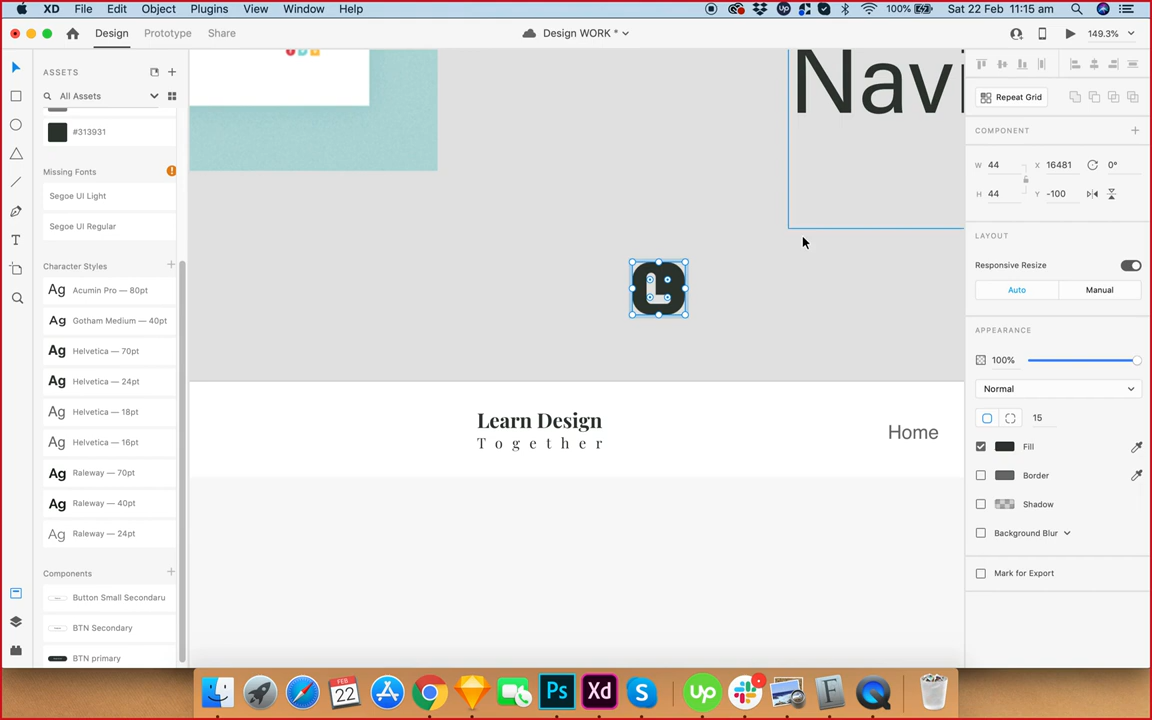 XD File Edit Object Plugins View Window Help
100% Sat 22 Feb 11:15 am
Design Prototype Share
Design WORK *
149.3%
ASSETS
All Assets
#313931
Missing Fonts
Segoe UI Light
Segoe UI Regular
Character Styles
Ag Acumin Pro — 80pt
Ag Gotham Medium — 40pt
Ag Helvetica — 70pt
Ag Helvetica — 24pt
Ag Helvetica — 18pt
Ag Helvetica — 16pt
Ag Raleway — 70pt
Ag Raleway — 40pt
Ag Raleway — 24pt
Components
Button Small Secondaru
BTN Secondary
BTN primary
Navi
L
Learn Design
Together
Home
Repeat Grid
COMPONENT
W 44 X 16481 0°
H 44 Y -100
LAYOUT
Responsive Resize
Auto Manual
APPEARANCE
100%
Normal
15
Fill
Border
Shadow
Background Blur
Mark for Export
FEB
22
Ps Xd S up F